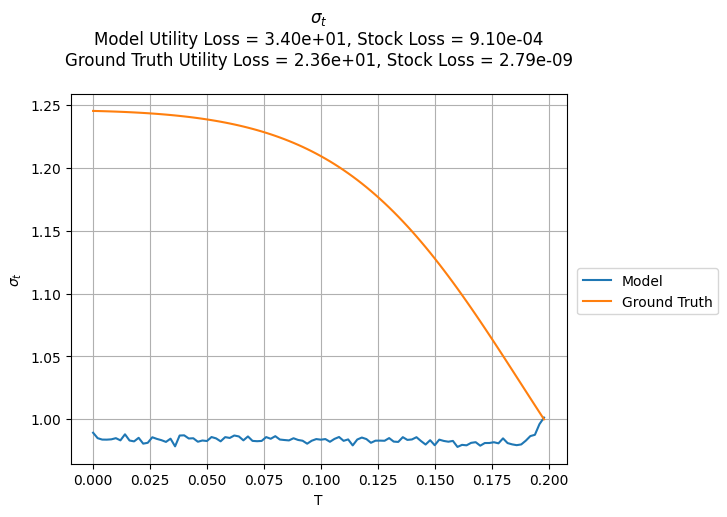 σ_t
Model Utility Loss = 3.40e+01, Stock Loss = 9.10e-04
Ground Truth Utility Loss = 2.36e+01, Stock Loss = 2.79e-09
1.25
1.20
1.15
1.10
1.05
1.00
σ_t
0.000 0.025 0.050 0.075 0.100 0.125 0.150 0.175 0.200
T
Model
Ground Truth